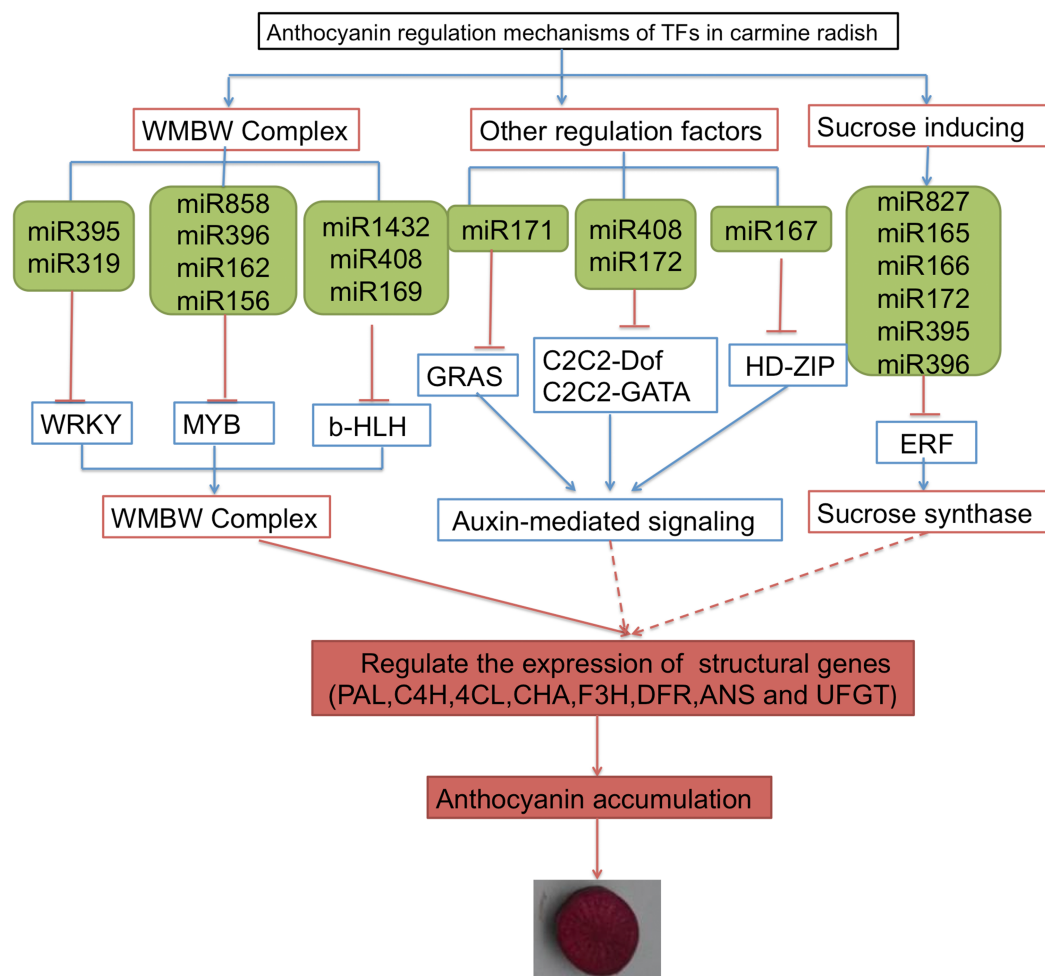 Anthocyanin regulation mechanisms of TFs in carmine radish
WMBW Complex
Other regulation factors
Sucrose inducing
miR395
miR319
miR858
miR396
miR162
miR156
miR1432
miR408
miR169
miR171
miR408
miR172
miR167
miR827
miR165
miR166
miR172
miR395
miR396
WRKY
MYB
b-HLH
GRAS
C2C2-Dof
C2C2-GATA
HD-ZIP
ERF
WMBW Complex
Auxin-mediated signaling
Sucrose synthase
Regulate the expression of structural genes
(PAL,C4H,4CL,CHA,F3H,DFR,ANS and UFGT)
Anthocyanin accumulation